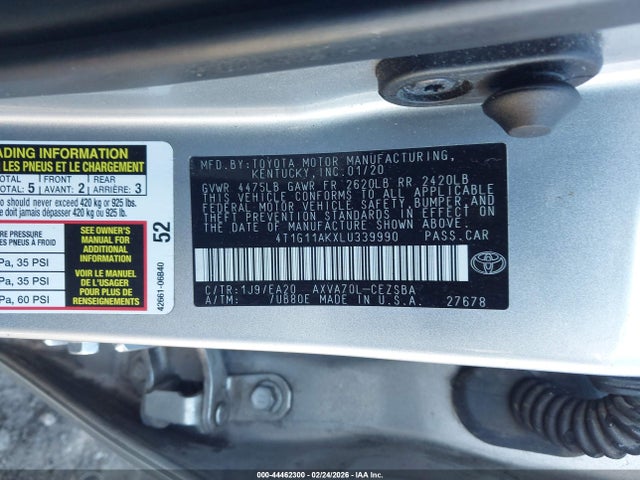 MFD.BY:TOYOTA MOTOR MANUFACTURING,
KENTUCKY, INC.01/20
GVWR 4475LB GAWR FR 2620LB RR 2420LB
THIS VEHICLE CONFORMS TO ALL APPLICABLE
FEDERAL MOTOR VEHICLE SAFETY, BUMPER, AND
THEFT PREVENTION STANDARDS IN EFFECT ON
THE DATE OF MANUFACTURE SHOWN ABOVE.
4T1G11AKXLU339990 PASS.CAR
C/TR:1J9/EA20 AXVA70L-CEZSBA
A/TM: 7UB80E MADE IN U.S.A. 27678
TOYOTA
ADING INFORMATION
LES PNEUS ET LE CHARGEMENT
TOTAL 5 FRONT AVANT: 2 REAR ARRIÈRE: 3
should never exceed 420 kg or 925 lbs.
doit jamais dépasser 420 kg ou 925 lb.
PRESSURE
Pa, 35 PSI
Pa, 35 PSI
Pa, 60 PSI
SEE OWNER'S
MANUAL FOR
ADDITIONAL
INFORMATION
VOIR LE MANUEL
DE L'USAGER
POUR PLUS DE
RENSEIGNEMENTS
52
42661-06B40
000-44462300 - 02/24/2026 - IAA Inc.